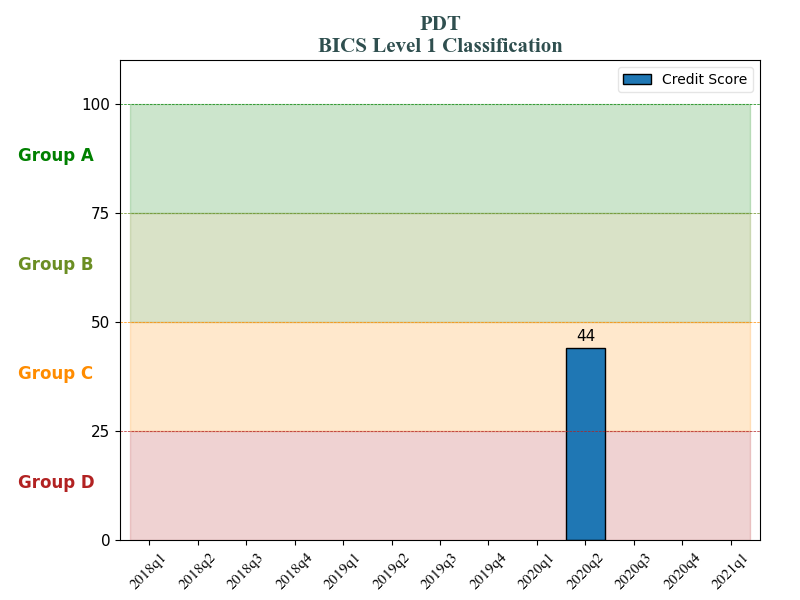 PDT
BICS Level 1 Classification
Credit Score
100
Group A
75
Group B
50
44
Group C
25
Group D
0
2018q1 2018q2 2018q3 2018q4 2019q1 2019q2 2019q3 2019q4 2020q1 2020q2 2020q3 2020q4 2021q1